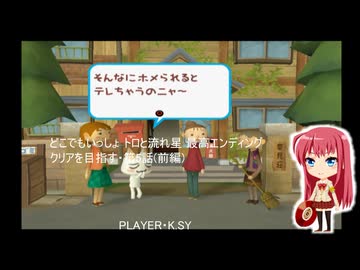 そんなにホメられると
テレちゃうのニャ～
どこでもいっしょ トロと流れ星 最高エンディング
クリアを目指す・第5話(前編)
PLAYER・K.SY